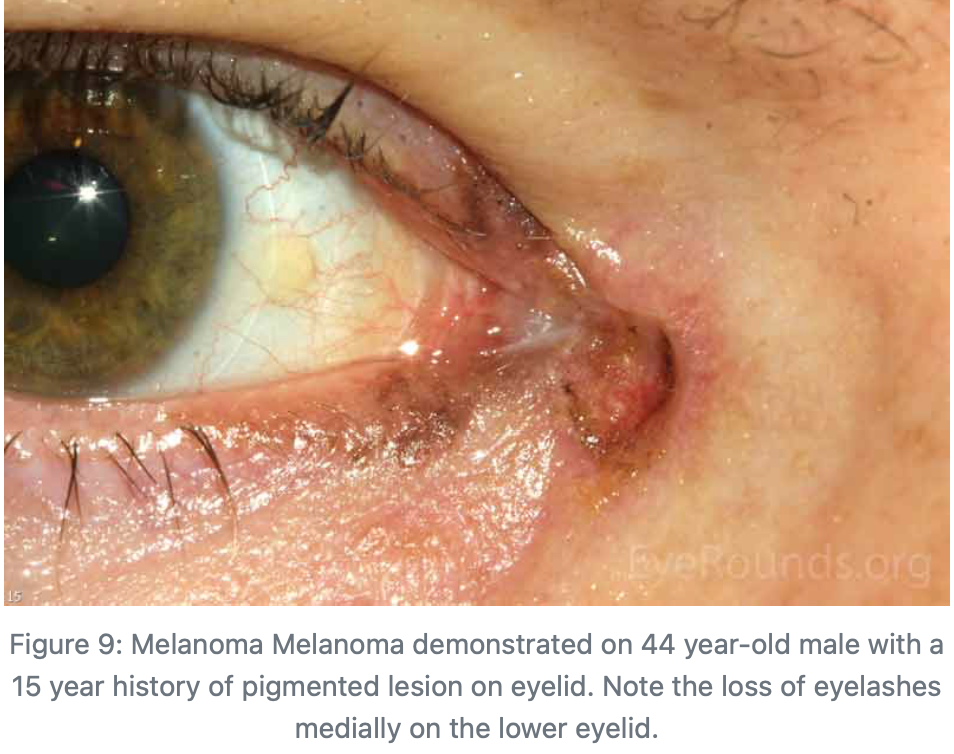 EyeRounds.org
15
Figure 9: Melanoma Melanoma demonstrated on 44 year-old male with a
15 year history of pigmented lesion on eyelid. Note the loss of eyelashes
medially on the lower eyelid.